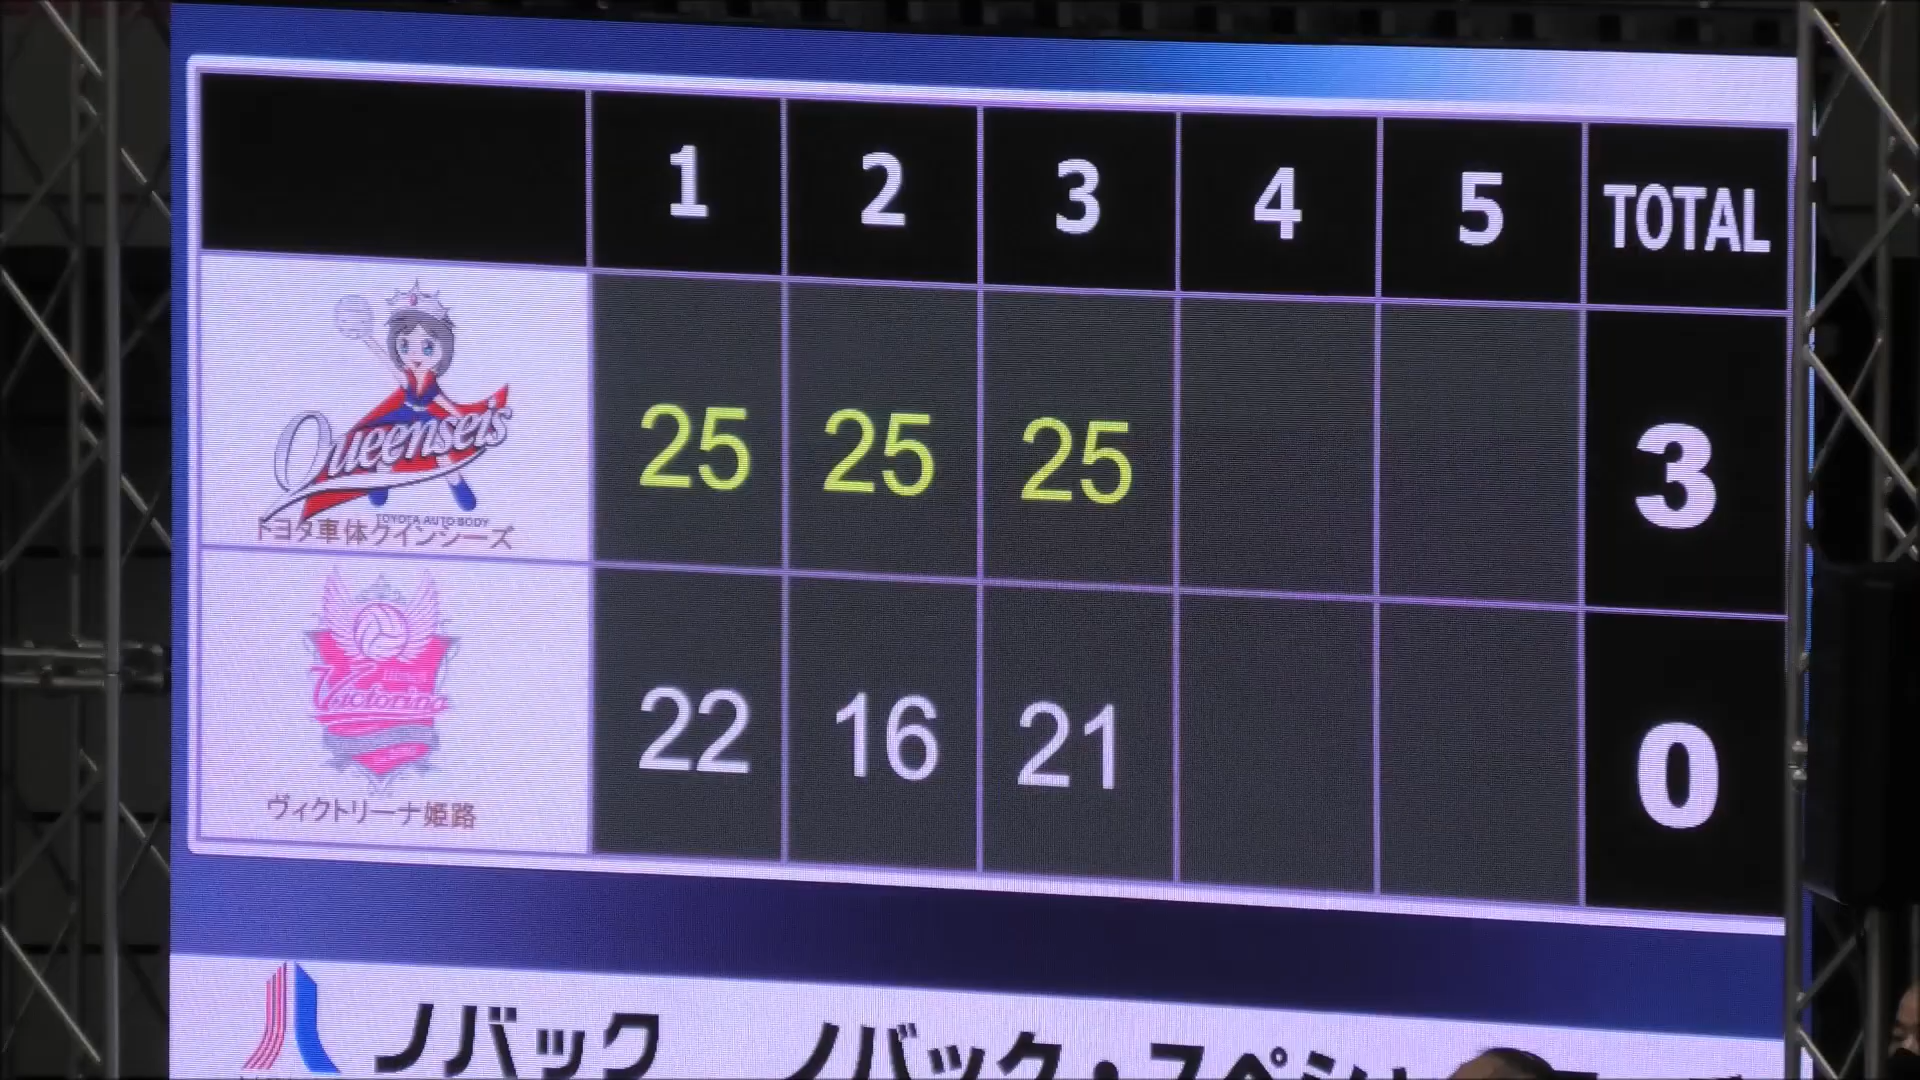 1 2 3 4 5 TOTAL
Queenseis
TOYOTA AUTO BODY
トヨタ車体クインシーズ
25 25 25 3
Victorina
ヴィクトリーナ姫路
22 16 21 0
ノバック ノバック・スペシャ